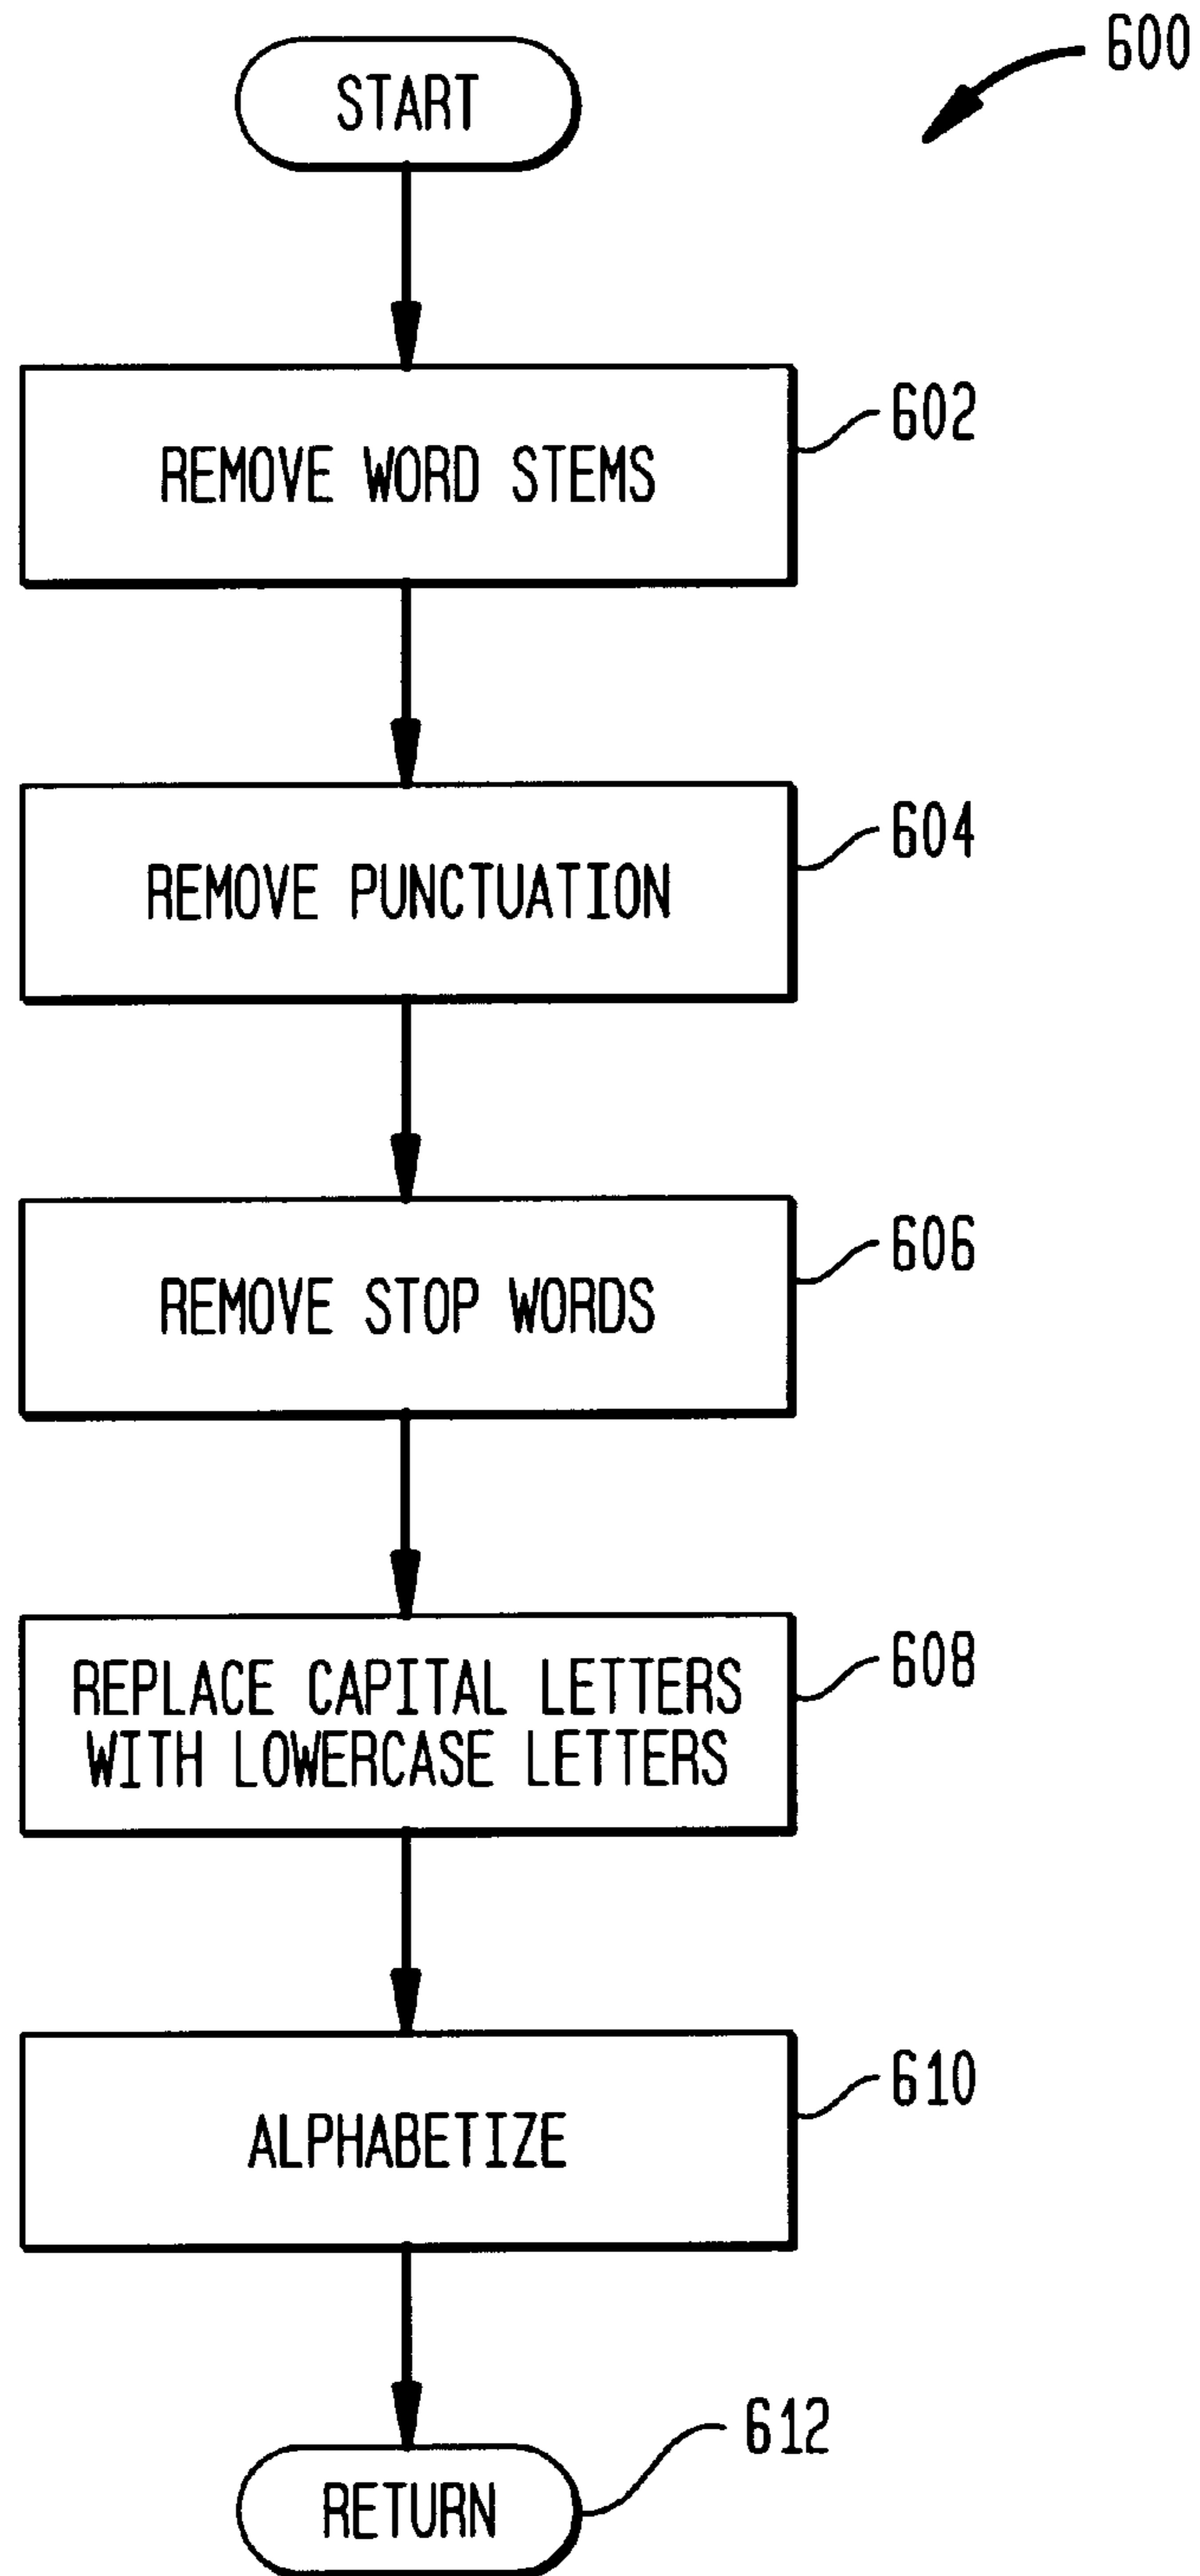 600
START
REMOVE WORD STEMS
602
REMOVE PUNCTUATION
604
REMOVE STOP WORDS
606
REPLACE CAPITAL LETTERS
WITH LOWERCASE LETTERS
608
ALPHABETIZE
610
RETURN
612